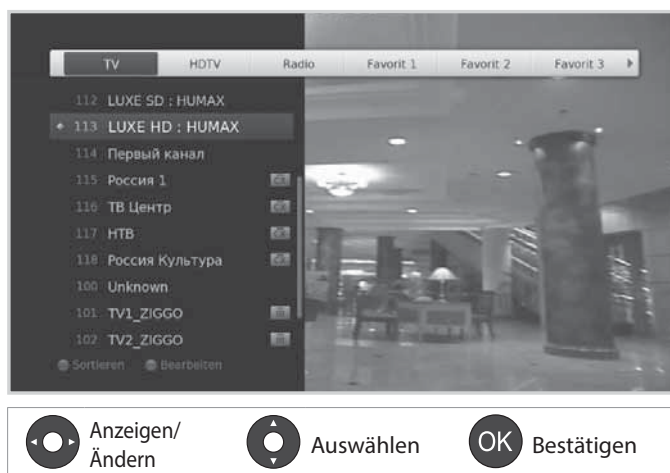 TV HDTV Radio Favorit 1 Favorit 2 Favorit 3
112 LUXE SD : HUMAX
113 LUXE HD : HUMAX
114 Первый канал
115 Россия 1
116 ТВ Центр
117 НТВ
118 Россия Культура
100 Unknown
101 TV1_ZIGGO
102 TV2_ZIGGO
Sortieren Bearbeiten
Anzeigen/
Ändern
Auswählen
OK Bestätigen